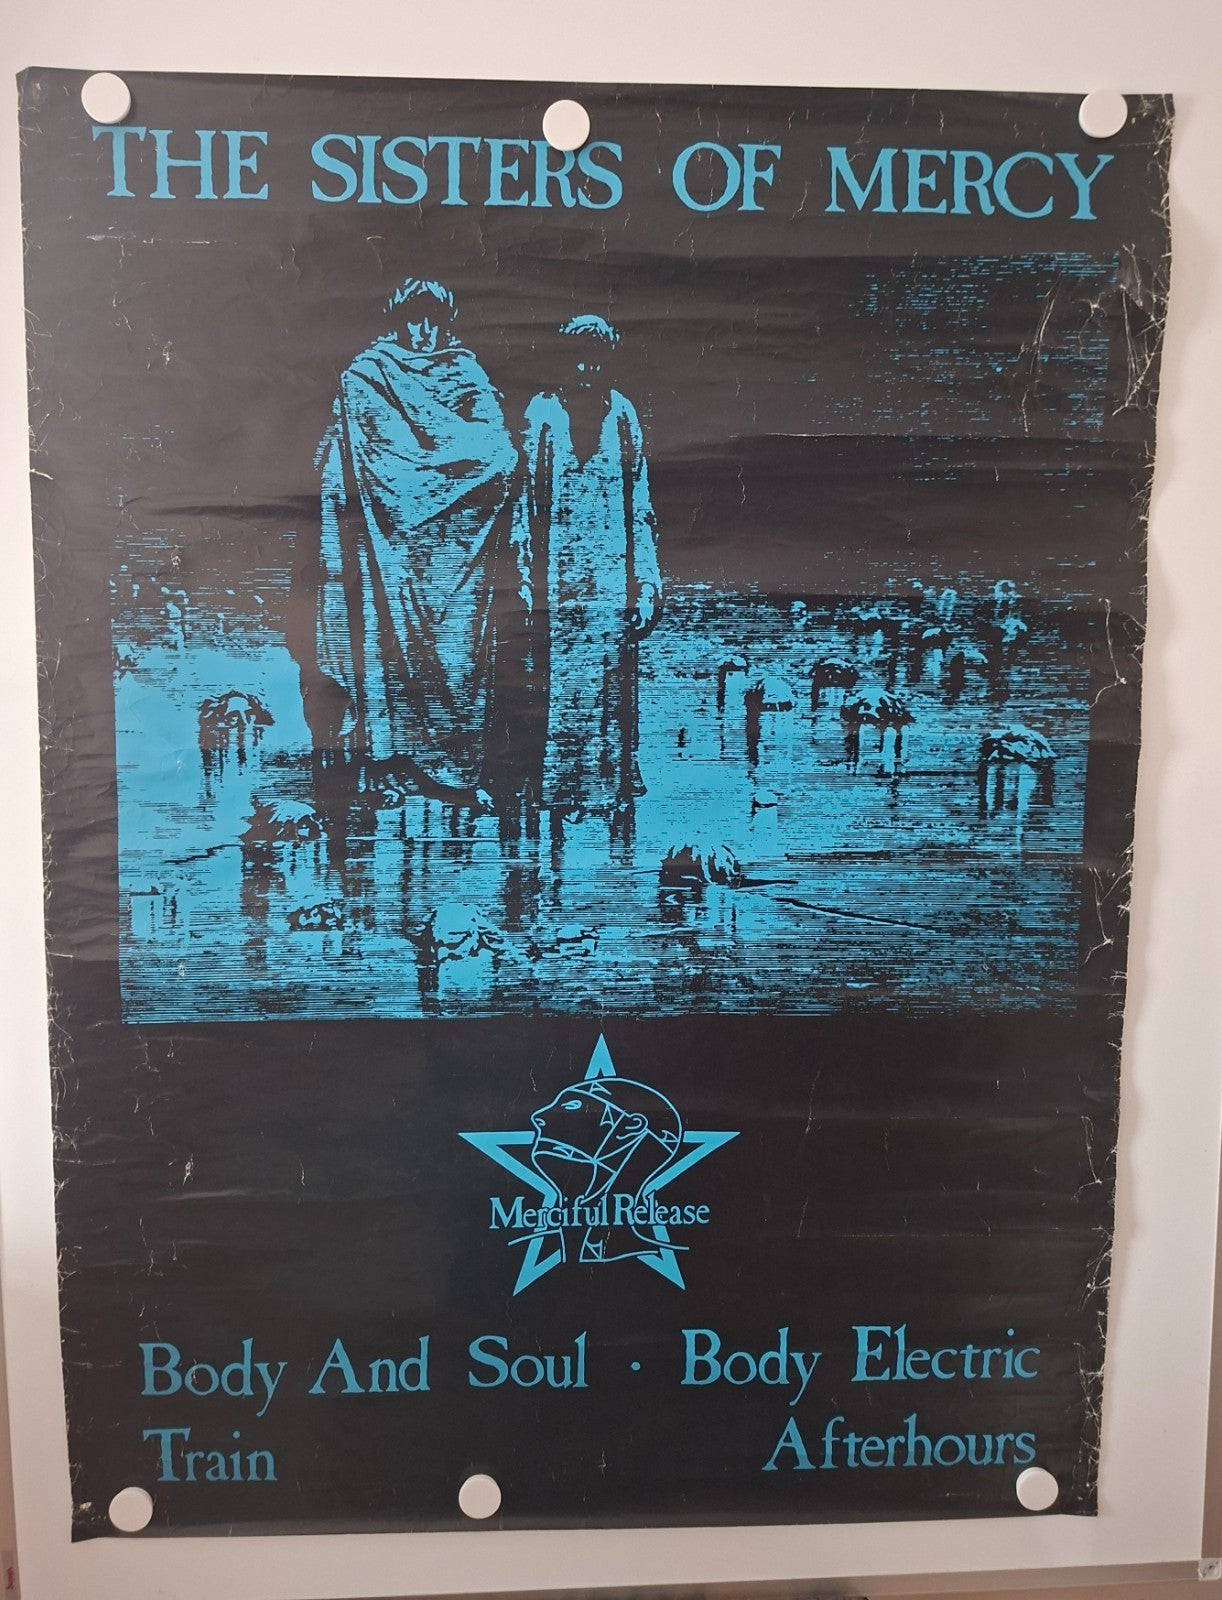 THE SISTERS OF MERCY
Merciful Release
Body And Soul · Body Electric
Train Afterhours